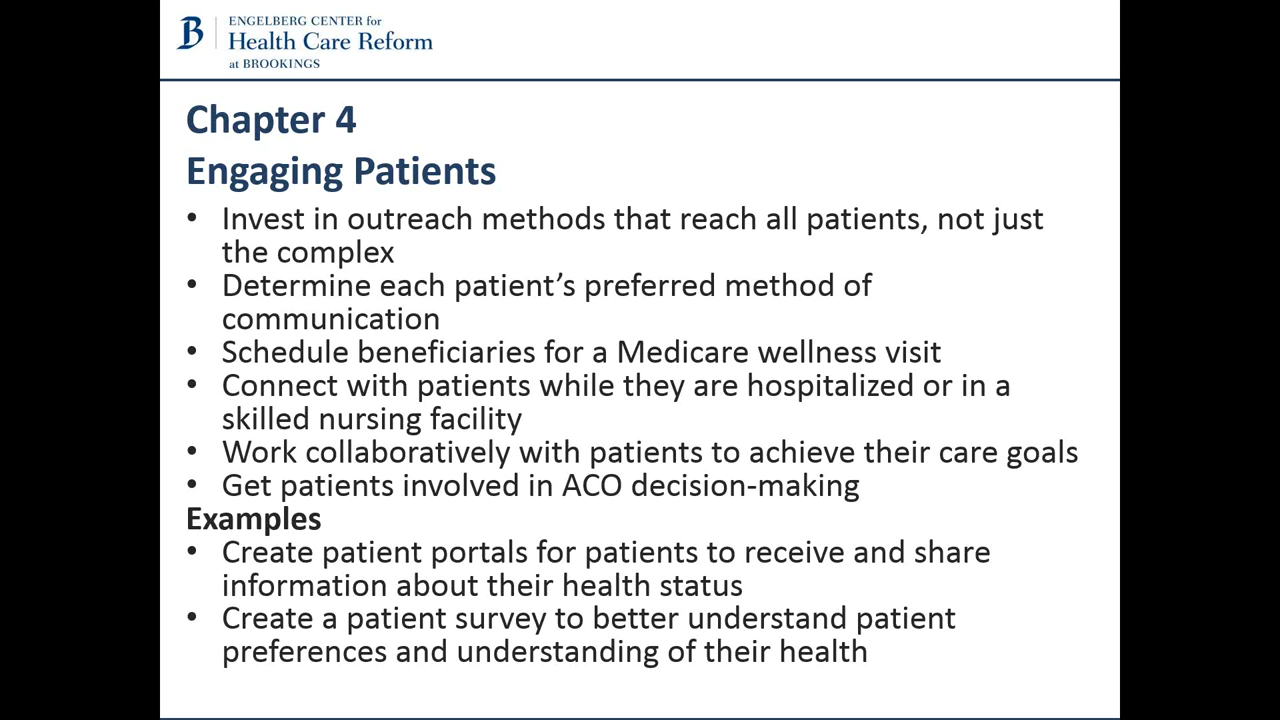 B
ENGELBERG CENTER for
Health Care Reform
at BROOKINGS
Chapter 4
Engaging Patients
• Invest in outreach methods that reach all patients, not just
the complex
• Determine each patient’s preferred method of
communication
• Schedule beneficiaries for a Medicare wellness visit
• Connect with patients while they are hospitalized or in a
skilled nursing facility
• Work collaboratively with patients to achieve their care goals
• Get patients involved in ACO decision-making
Examples
• Create patient portals for patients to receive and share
information about their health status
• Create a patient survey to better understand patient
preferences and understanding of their health